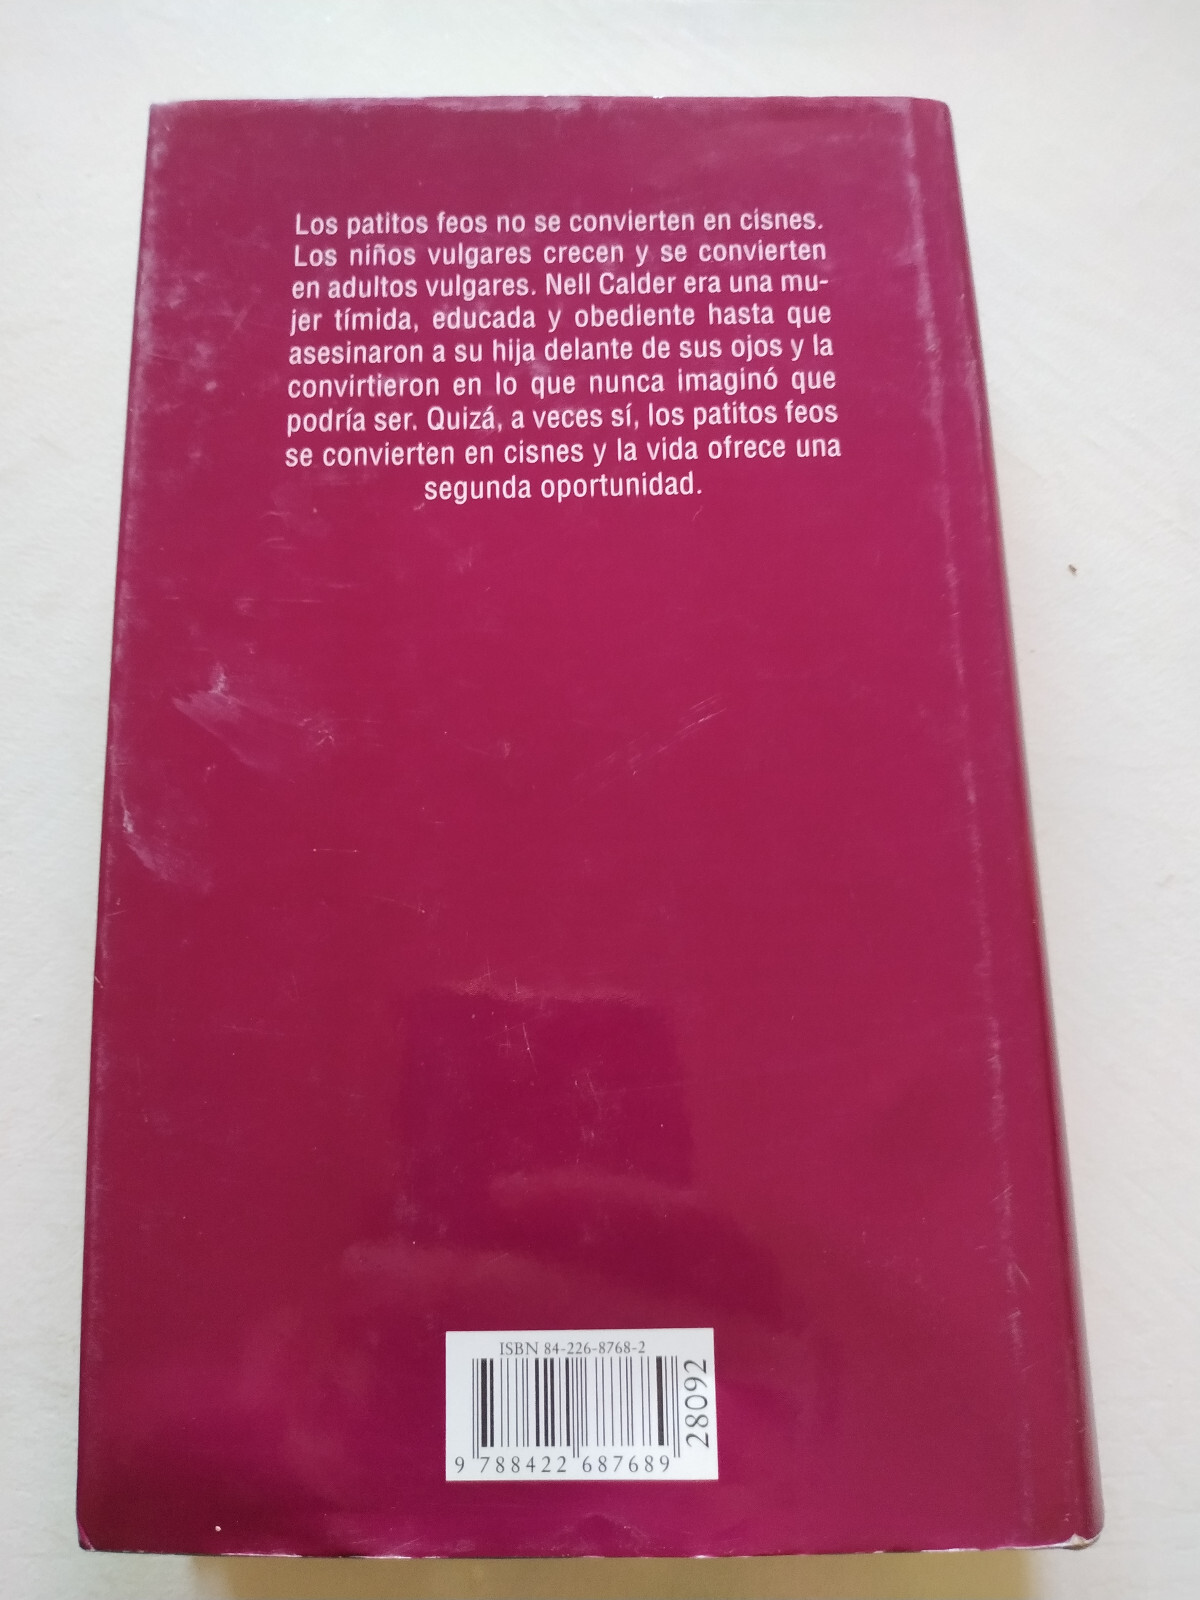 Los patitos feos no se convierten en cisnes.
Los niños vulgares crecen y se convierten
en adultos vulgares. Nell Calder era una mu-
jer tímida, educada y obediente hasta que
asesinaron a su hija delante de sus ojos y la
convirtieron en lo que nunca imaginó que
podría ser. Quizá, a veces sí, los patitos feos
se convierten en cisnes y la vida ofrece una
segunda oportunidad.
ISBN 84-226-8768-2
28092
9 788422 687689